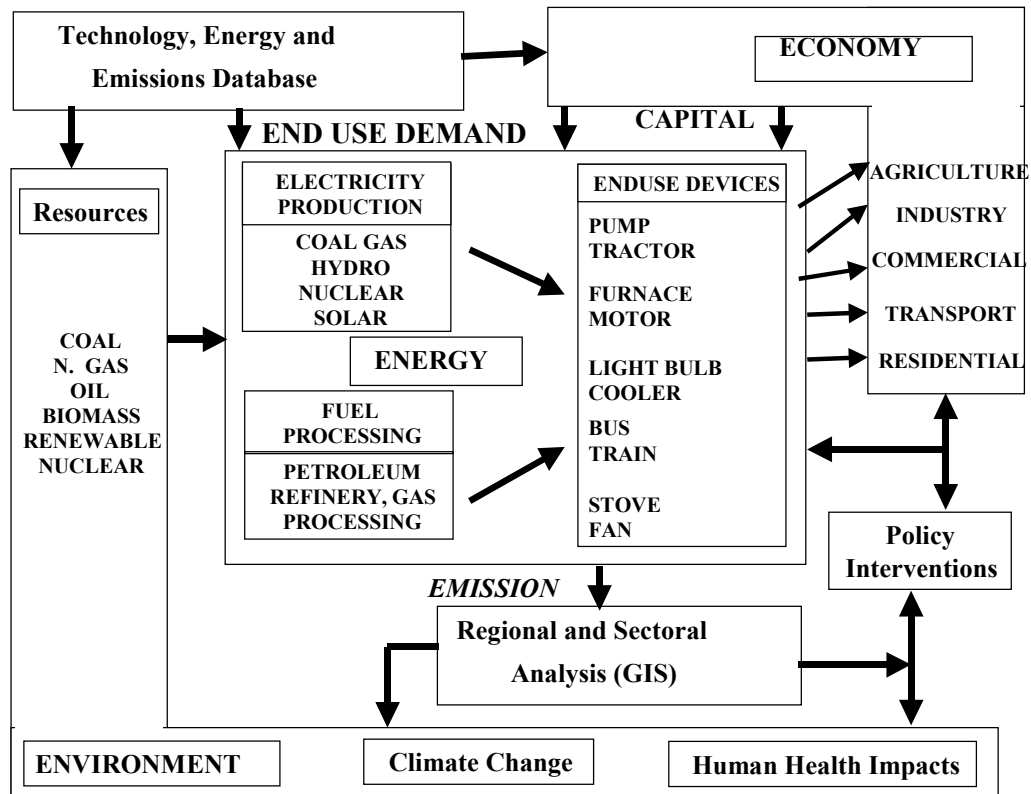 Technology, Energy and
Emissions Database
ECONOMY
END USE DEMAND
CAPITAL
Resources
COAL
N. GAS
OIL
BIOMASS
RENEWABLE
NUCLEAR
ELECTRICITY
PRODUCTION
COAL GAS
HYDRO
NUCLEAR
SOLAR
ENERGY
FUEL
PROCESSING
PETROLEUM
REFINERY, GAS
PROCESSING
ENDUSE DEVICES
PUMP
TRACTOR
FURNACE
MOTOR
LIGHT BULB
COOLER
BUS
TRAIN
STOVE
FAN
AGRICULTURE
INDUSTRY
COMMERCIAL
TRANSPORT
RESIDENTIAL
Policy
Interventions
EMISSION
Regional and Sectoral
Analysis (GIS)
ENVIRONMENT
Climate Change
Human Health Impacts